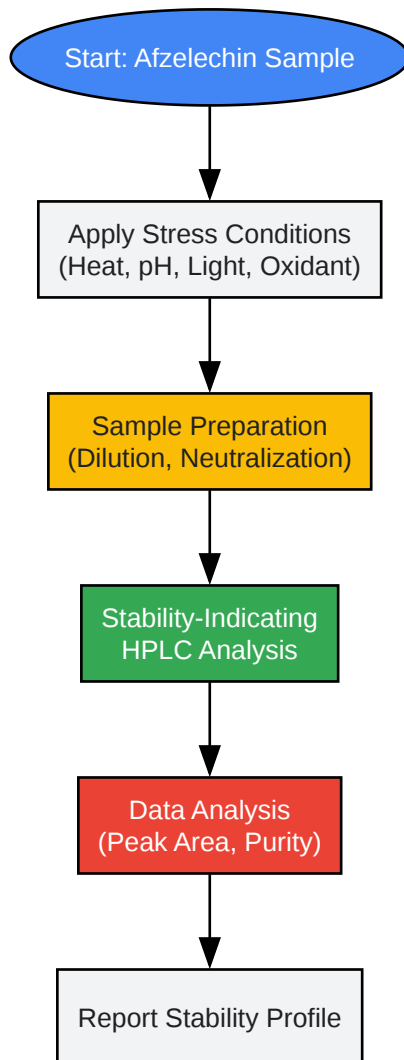 Start: Afzelechin Sample
Apply Stress Conditions
(Heat, pH, Light, Oxidant)
Sample Preparation
(Dilution, Neutralization)
Stability-Indicating
HPLC Analysis
Data Analysis
(Peak Area, Purity)
Report Stability Profile